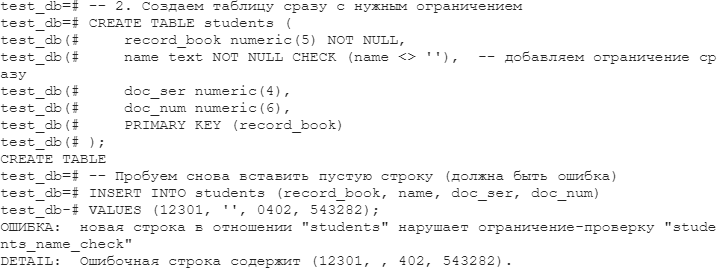 test_db=# -- 2. Создаем таблицу сразу с нужным ограничением
test_db=# CREATE TABLE students (
test_db(#     record_book numeric(5) NOT NULL,
test_db(#     name text NOT NULL CHECK (name <> ''),  -- добавляем ограничение ср
азу
test_db(#     doc_ser numeric(4),
test_db(#     doc_num numeric(6),
test_db(#     PRIMARY KEY (record_book)
test_db(# );
CREATE TABLE
test_db=# -- Пробуем снова вставить пустую строку (должна быть ошибка)
test_db=# INSERT INTO students (record_book, name, doc_ser, doc_num)
test_db-# VALUES (12301, '', 0402, 543282);
ОШИБКА:  новая строка в отношении "students" нарушает ограничение-проверку "stude
nts_name_check"
DETAIL:  Ошибочная строка содержит (12301, , 402, 543282).